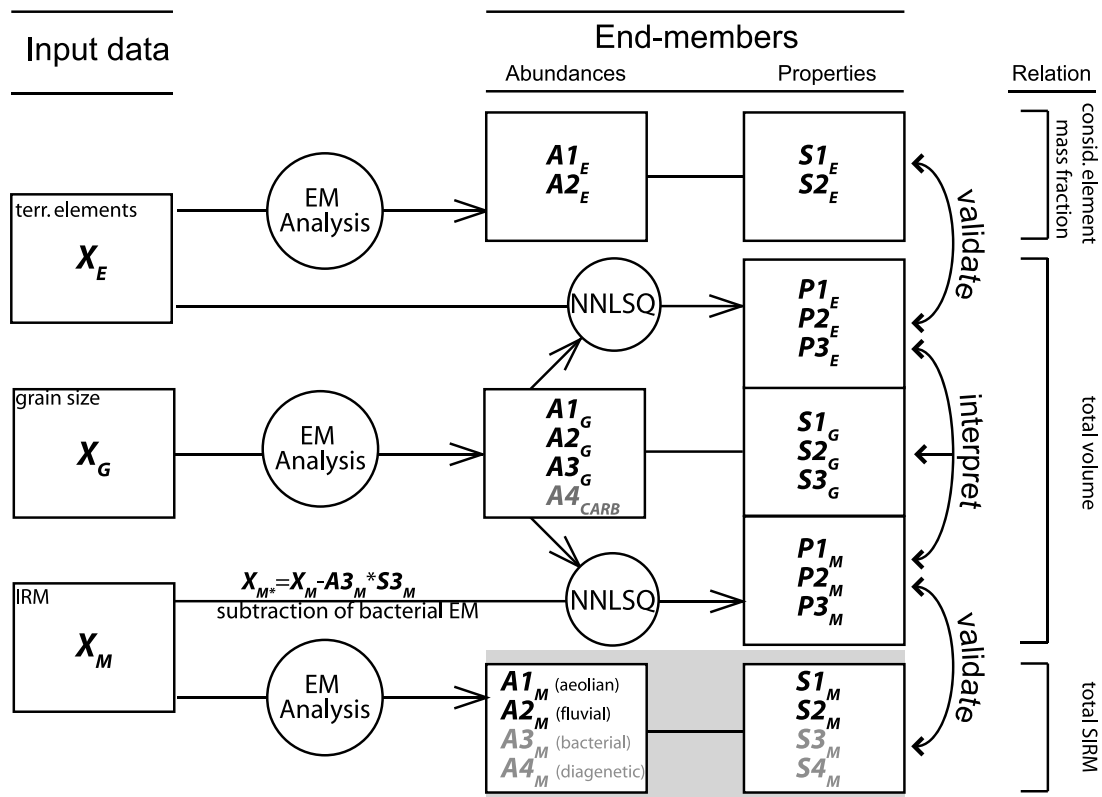 Input data
End-members
Abundances
Properties
Relation
A1E
A2E
S1E
S2E
consid. element
mass fraction
EM
Analysis
validate
terr. elements
XE
NNLSQ
P1E
P2E
P3E
grain size
XG
EM
Analysis
A1G
A2G
A3G
A4CARB
S1G
S2G
S3G
interpret
total volume
IRM
XM
XM*=XM-A3M*S3M
subtraction of bacterial EM
NNLSQ
P1M
P2M
P3M
validate
EM
Analysis
A1M (aeolian)
A2M (fluvial)
A3M (bacterial)
A4M (diagenetic)
S1M
S2M
S3M
S4M
total SIRM